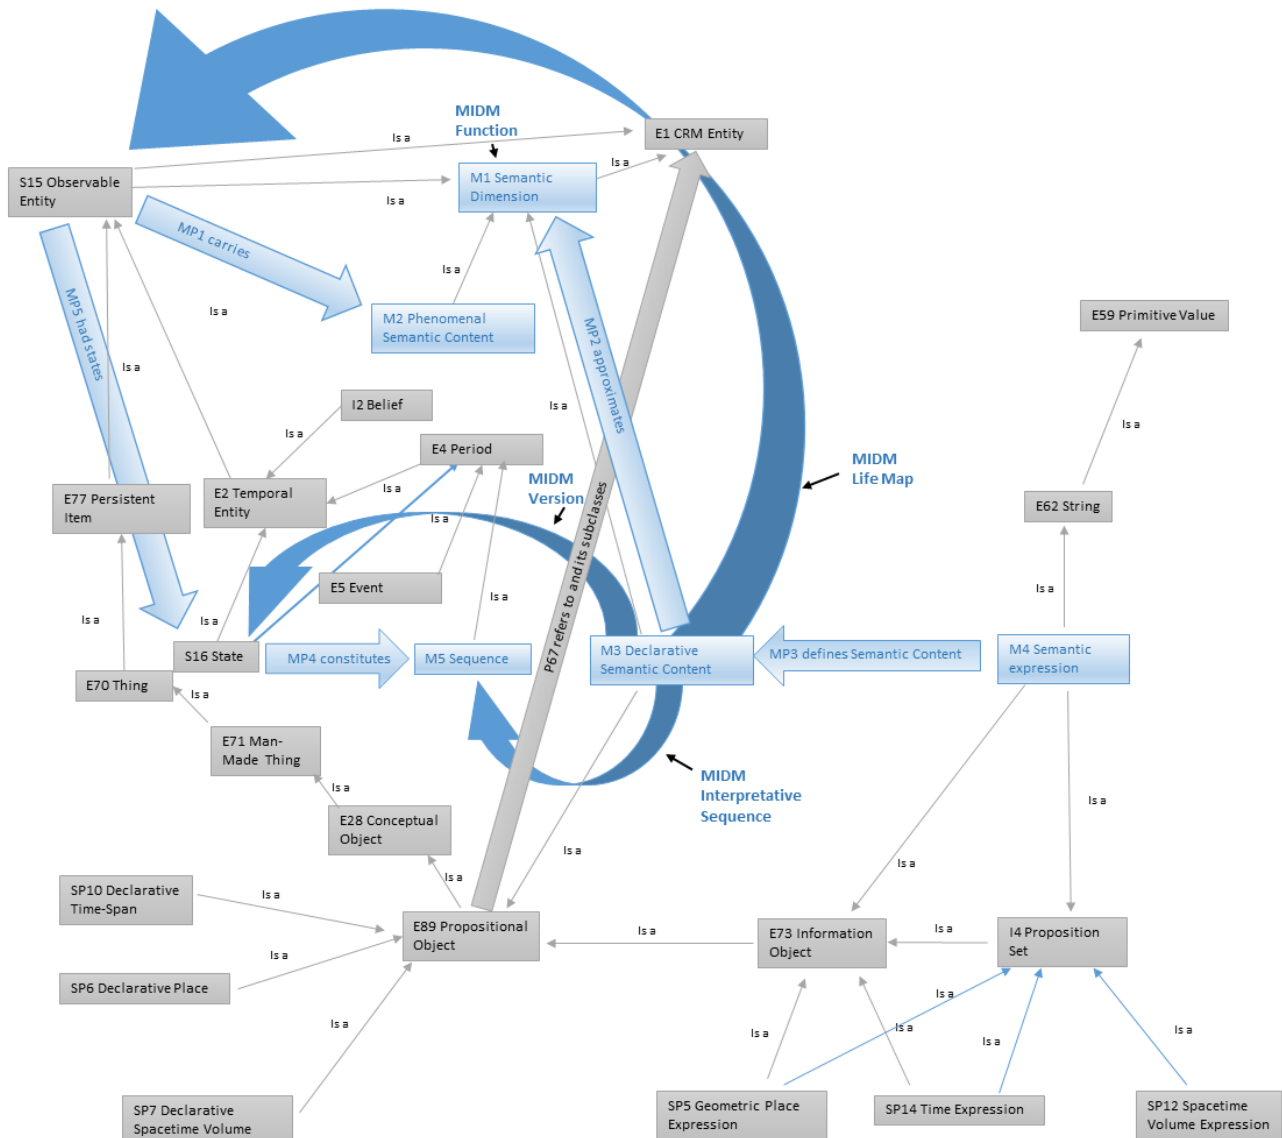 MIDM
Function
E1 CRM Entity
Is a
Is a
S15 Observable
Entity
M1 Semantic
Dimension
Is a
MP1 carries
Is a
M2 Phenomenal
Semantic Content
MP5 had states
Is a
MP2 approximates
E59 Primitive Value
Is a
I2 Belief
Is a
Is a
Is a
E4 Period
MIDM
Version
MIDM
Life Map
E77 Persistent
Item
E2 Temporal
Entity
Is a
Is a
E62 String
P67 refers to and its subclasses
E5 Event
Is a
Is a
Is a
Is a
S16 State
MP4 constitutes
M5 Sequence
M3 Declarative
Semantic Content
MP3 defines Semantic Content
M4 Semantic
expression
E70 Thing
Is a
E71 Man-
Made Thing
MIDM
Interpretative
Sequence
Is a
E28 Conceptual
Object
Is a
Is a
Is a
Is a
SP10 Declarative
Time-Span
Is a
Is a
E89 Propositional
Object
Is a
E73 Information
Object
Is a
I4 Proposition
Set
Is a
SP6 Declarative Place
Is a
Is a
Is a
Is a
Is a
Is a
SP7 Declarative
Spacetime Volume
SP5 Geometric Place
Expression
SP14 Time Expression
SP12 Spacetime
Volume Expression